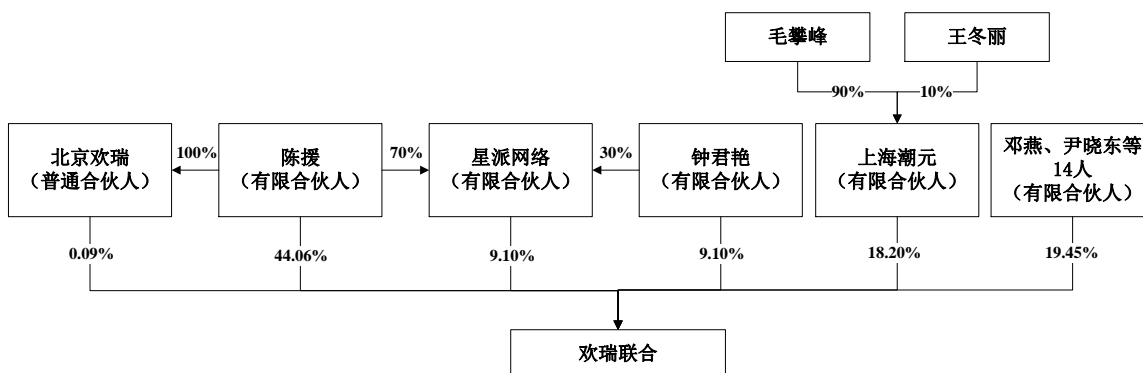 毛攀峰
王冬丽
90%
10%
北京欢瑞
（普通合伙人）
100%
陈援
（有限合伙人）
70%
星派网络
（有限合伙人）
30%
钟君艳
（有限合伙人）
上海潮元
（有限合伙人）
邓燕、尹晓东等
14人
（有限合伙人）
0.09%
44.06%
9.10%
9.10%
18.20%
19.45%
欢瑞联合